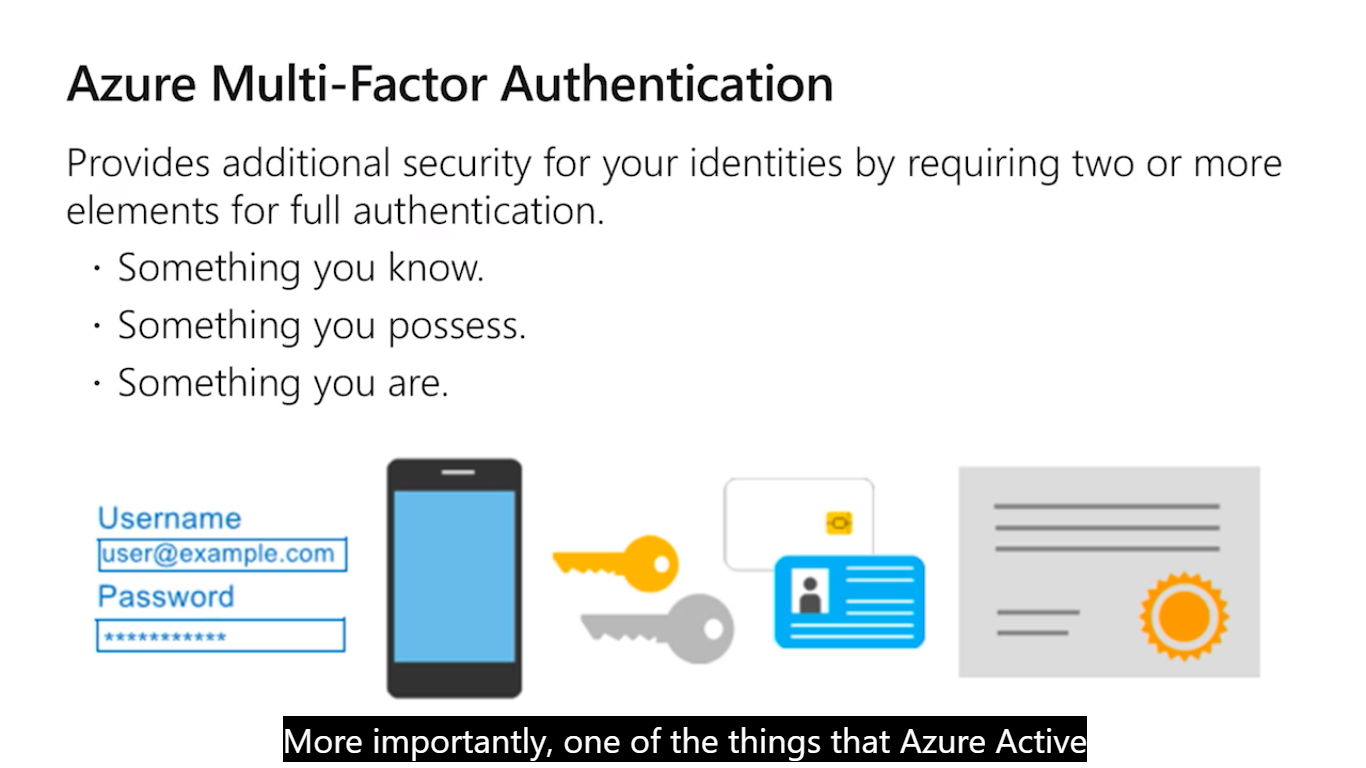 Azure Multi-Factor Authentication
Provides additional security for your identities by requiring two or more
elements for full authentication.
· Something you know.
· Something you possess.
· Something you are.
Username
user@example.com
Password
***********
More importantly, one of the things that Azure Active